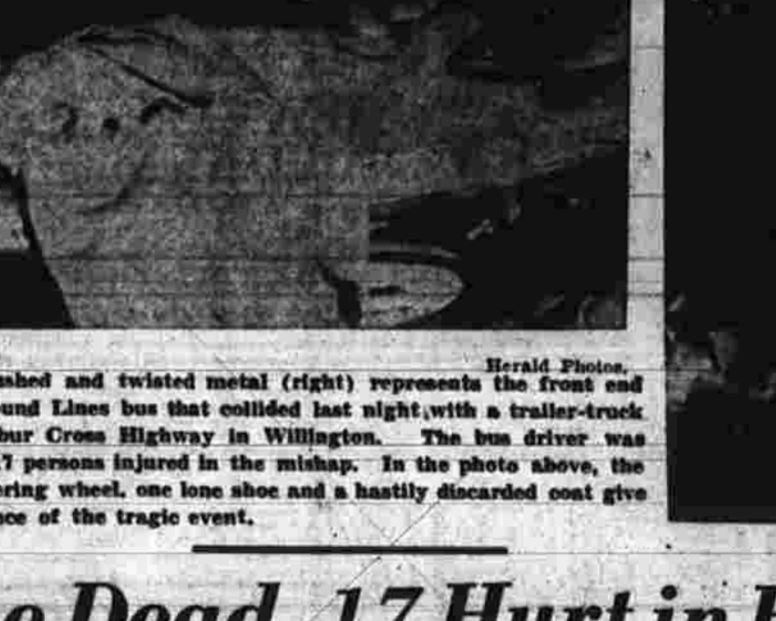 Herald Photos.
ashed and twisted metal (right) represents the front end
und Lines bus that collided last night with a trailer-truck
bur Cross Highway in Willington. The bus driver was
7 persons injured in the mishap. In the photo above, the
ering wheel, one lone shoe and a hastily discarded coat give
nce of the tragic event.
e Dead, 17 Hurt in